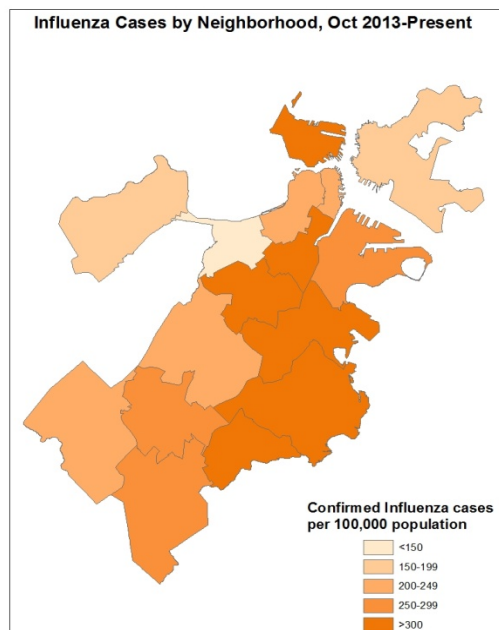 Influenza Cases by Neighborhood, Oct 2013-Present
Confirmed Influenza cases
per 100,000 population
<150
150-199
200-249
250-299
>300